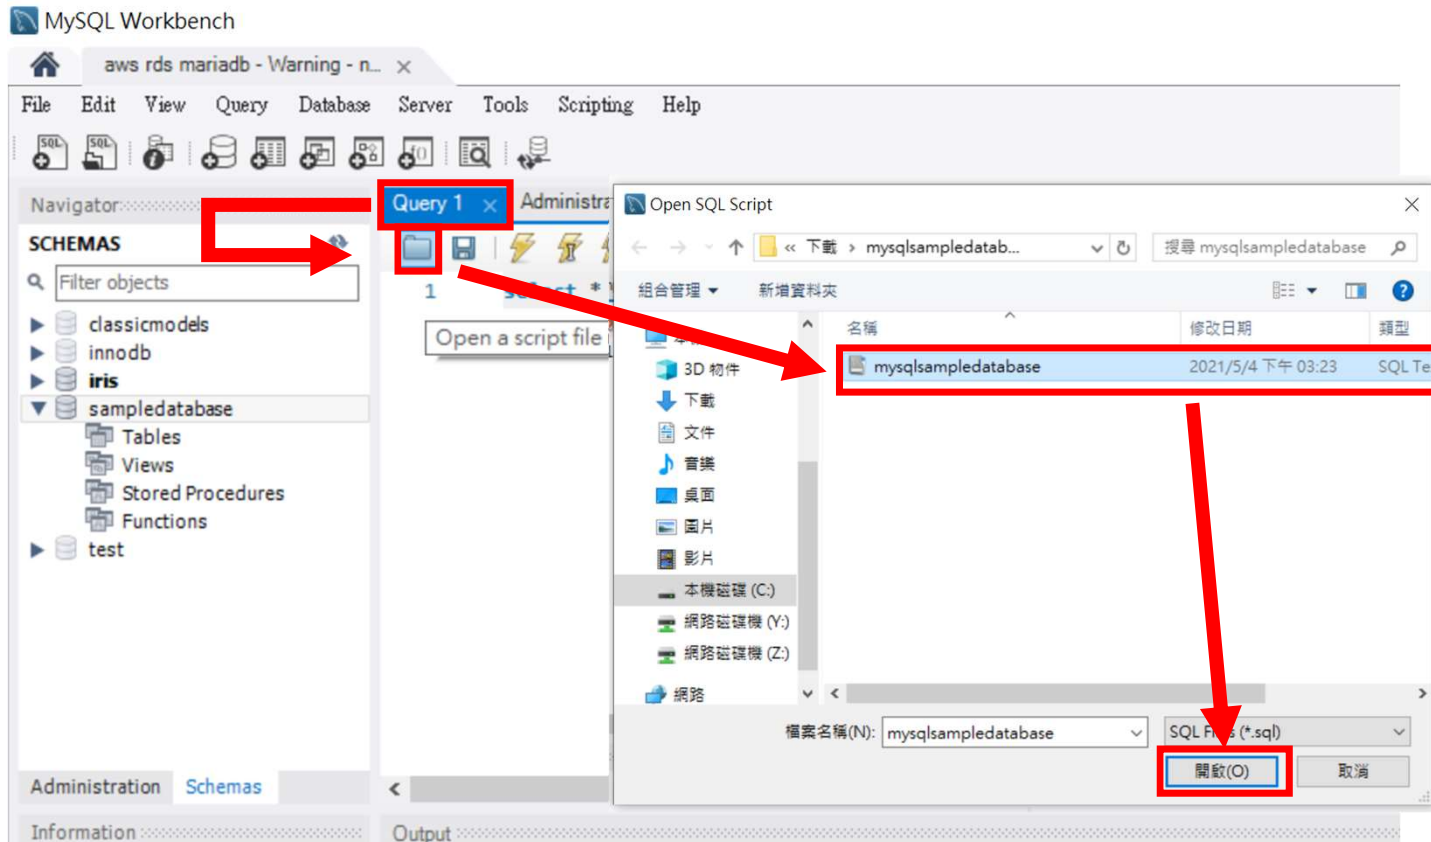 MySQL Workbench
aws rds mariadb - Warning - n...
File Edit View Query Database Server Tools Scripting Help
Navigator
SCHEMAS
Filter objects
classicmodels
innodb
iris
sampledatabase
Tables
Views
Stored Procedures
Functions
test
Administration Schemas
Information
Query 1 Administra
1 select *
Open a script file
Output
Open SQL Script
« 下載 › mysqlsampledatab...
搜尋 mysqlsampledatabase
組合管理 新增資料夾
名稱 修改日期 類型
mysqlsampledatabase 2021/5/4 下午 03:23 SQL Te
3D 物件
下載
文件
音樂
桌面
圖片
影片
本機磁碟 (C:)
網路磁碟機 (Y:)
網路磁碟機 (Z:)
網路
檔案名稱(N): mysqlsampledatabase
SQL Files (*.sql)
開啟(O) 取消